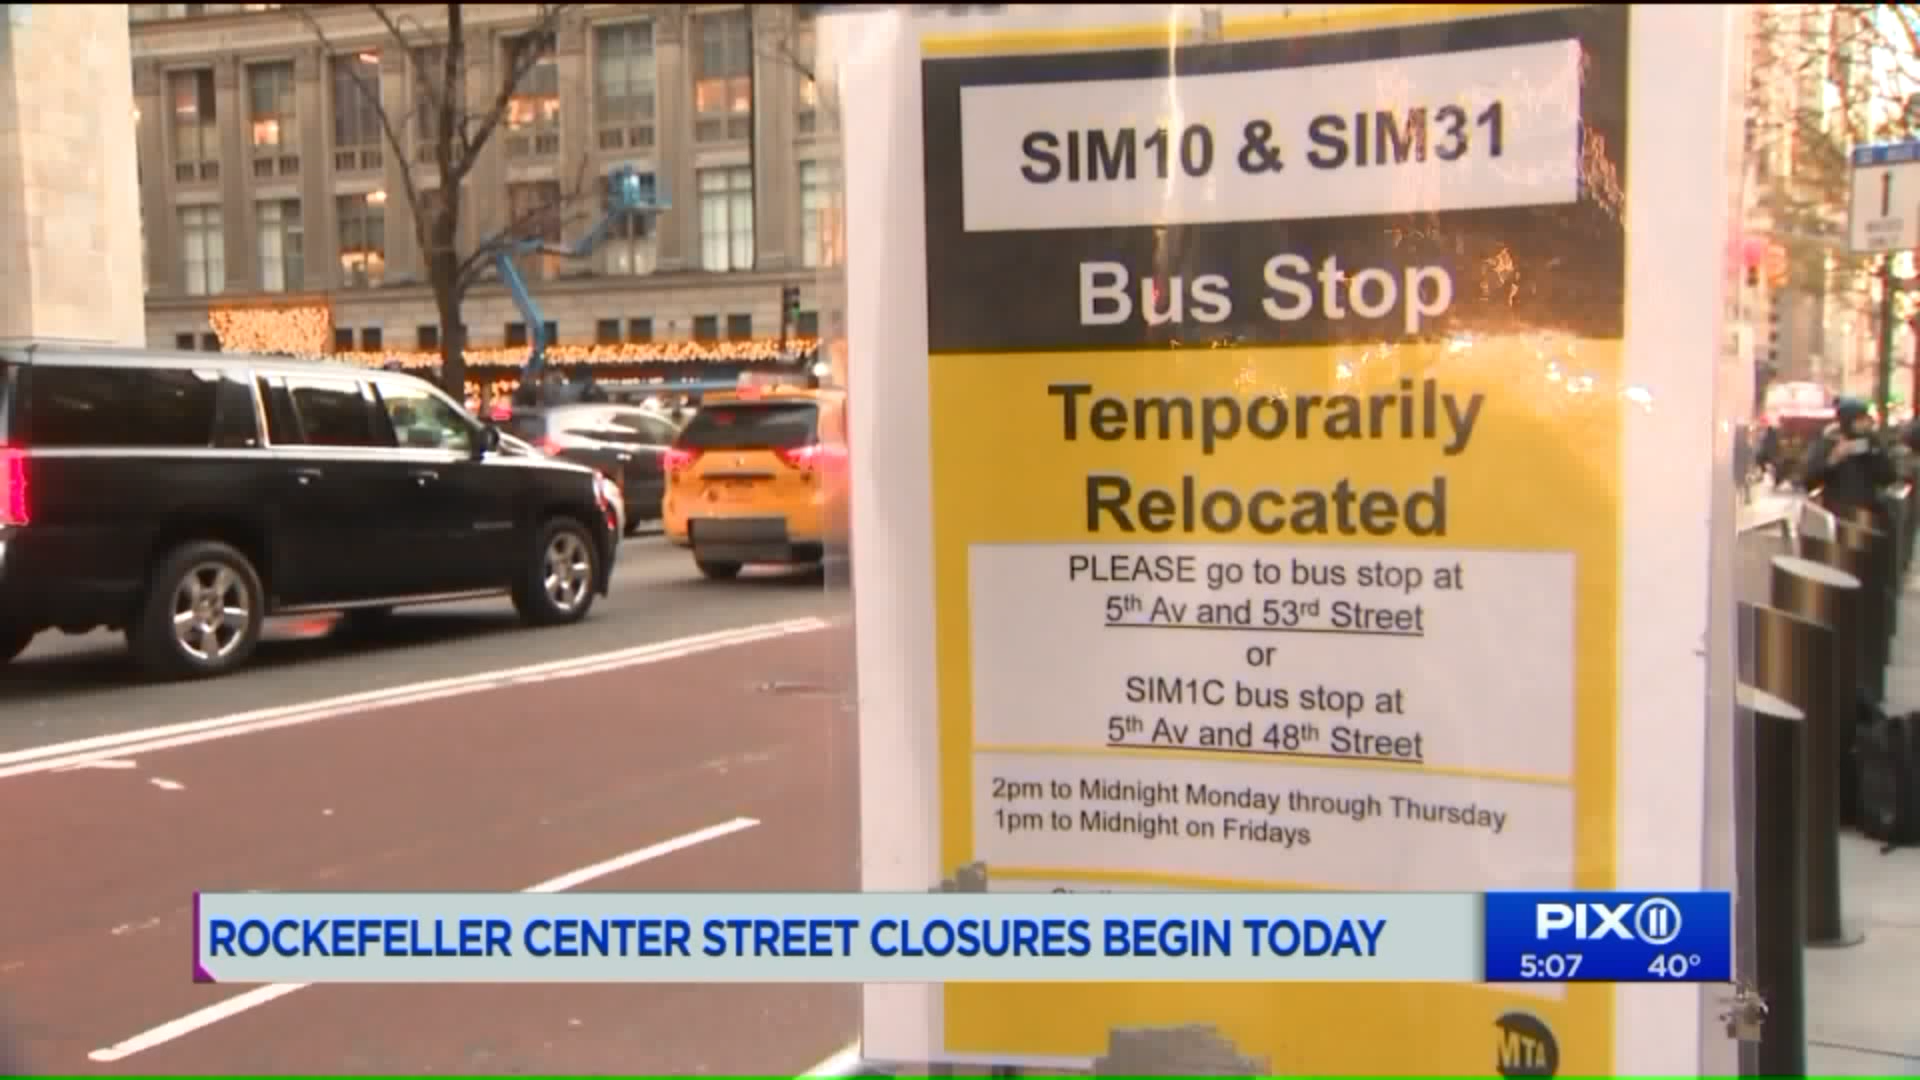 SIM10 & SIM31
Bus Stop
Temporarily
Relocated
PLEASE go to bus stop at
5th Av and 53rd Street
or
SIM1C bus stop at
5th Av and 48th Street
2pm to Midnight Monday through Thursday
1pm to Midnight on Fridays
MTA
ROCKEFELLER CENTER STREET CLOSURES BEGIN TODAY
PIX11
5:07 40°